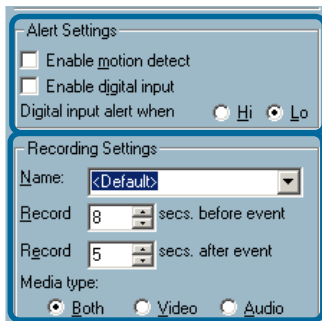 Alert Settings
Enable motion detect
Enable digital input
Digital input alert when Hi Lo
Recording Settings
Name: <Default>
Record 8 secs. before event
Record 5 secs. after event
Media type:
Both Video Audio